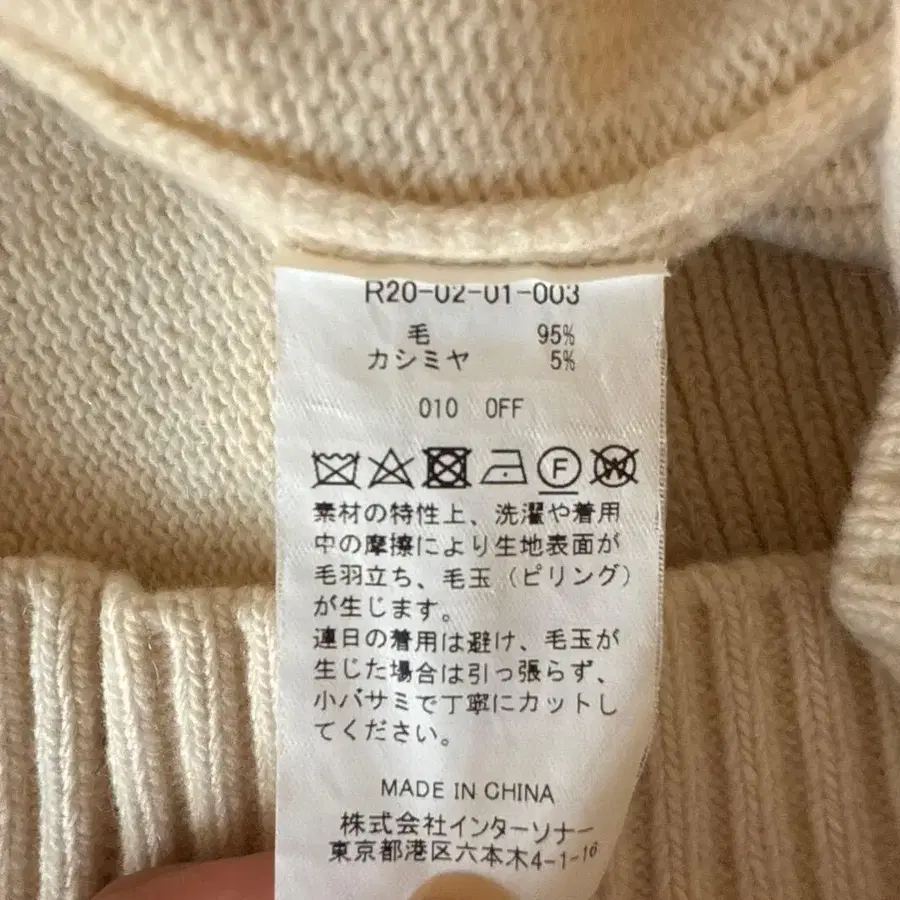 R20-02-01-003
毛 95%
カシミヤ 5%
010 OFF
F W
素材の特性上、洗濯や着用
中の摩擦により生地表面が
毛羽立ち、毛玉（ピリング）
が生じます。
連日の着用は避け、毛玉が
生じた場合は引っ張らず、
小バサミで丁寧にカットし
てください。
MADE IN CHINA
株式会社インターソナー
東京都港区六本木4-1-16